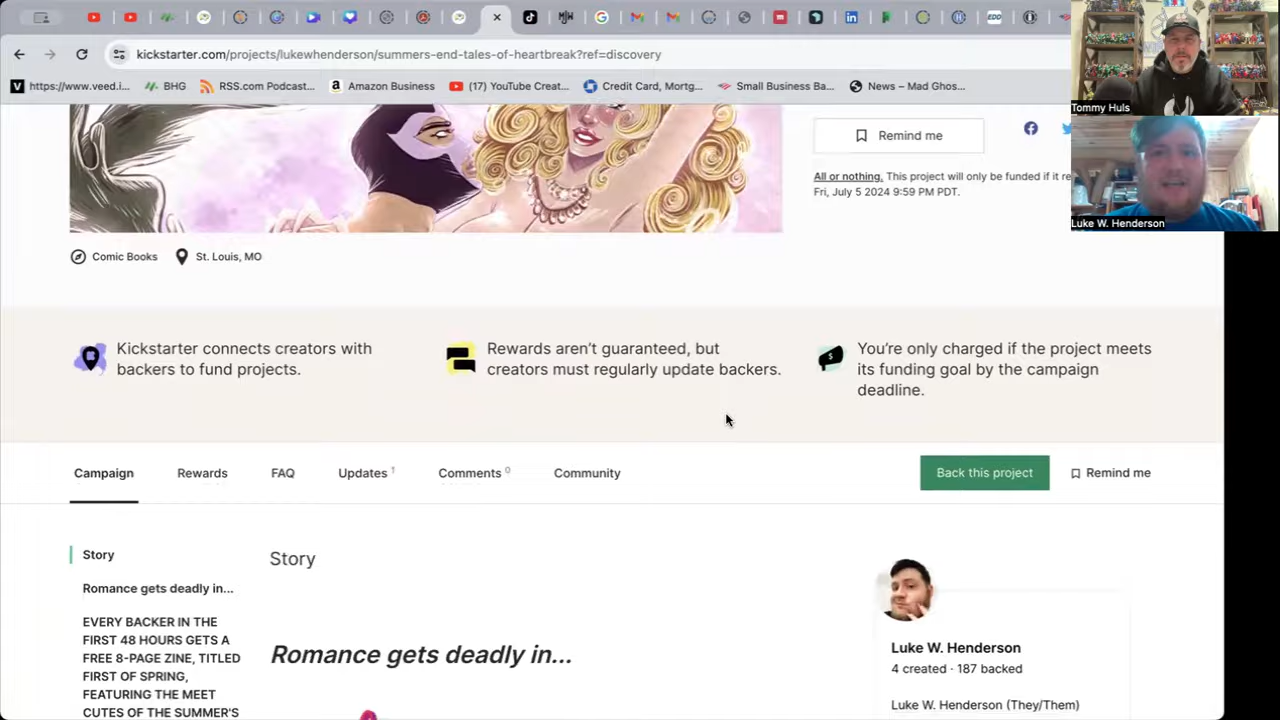 kickstarter.com/projects/lukewhenderson/summers-end-tales-of-heartbreak?ref=discovery
https://www.veed.i... BHG RSS.com Podcast... Amazon Business (17) YouTube Creat... Credit Card, Mortg... Small Business Ba... News – Mad Ghos...
Tommy Huls
Luke W. Henderson
Remind me
All or nothing. This project will only be funded if it re
Fri, July 5 2024 9:59 PM PDT.
Comic Books St. Louis, MO
Kickstarter connects creators with
backers to fund projects.
Rewards aren’t guaranteed, but
creators must regularly update backers.
You’re only charged if the project meets
its funding goal by the campaign
deadline.
Campaign Rewards FAQ Updates 1 Comments 0 Community
Back this project Remind me
Story
Romance gets deadly in...
EVERY BACKER IN THE
FIRST 48 HOURS GETS A
FREE 8-PAGE ZINE, TITLED
FIRST OF SPRING,
FEATURING THE MEET
CUTES OF THE SUMMER'S
Story
Romance gets deadly in...
Luke W. Henderson
4 created · 187 backed
Luke W. Henderson (They/Them)